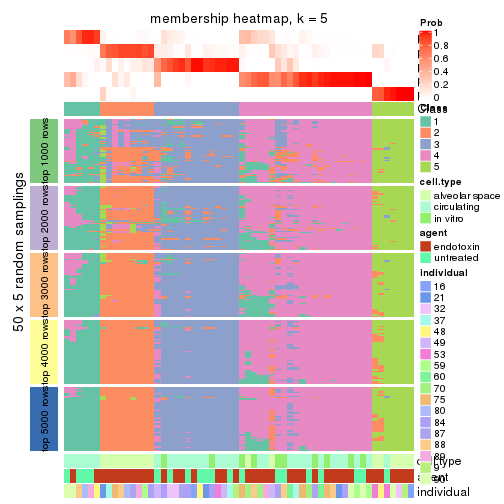 membership heatmap, k = 5
50 x 5 random samplings
top 1000 rows
top 2000 rows
top 3000 rows
top 4000 rows
top 5000 rows
Prob
1
0.8
0.6
0.4
0.2
0
Class
1
2
3
4
5
cell.type
alveolar space
circulating
in vitro
agent
endotoxin
untreated
individual
16
21
32
37
48
49
53
59
60
70
75
80
84
87
88
89
9
90
cell.type
agent
individual